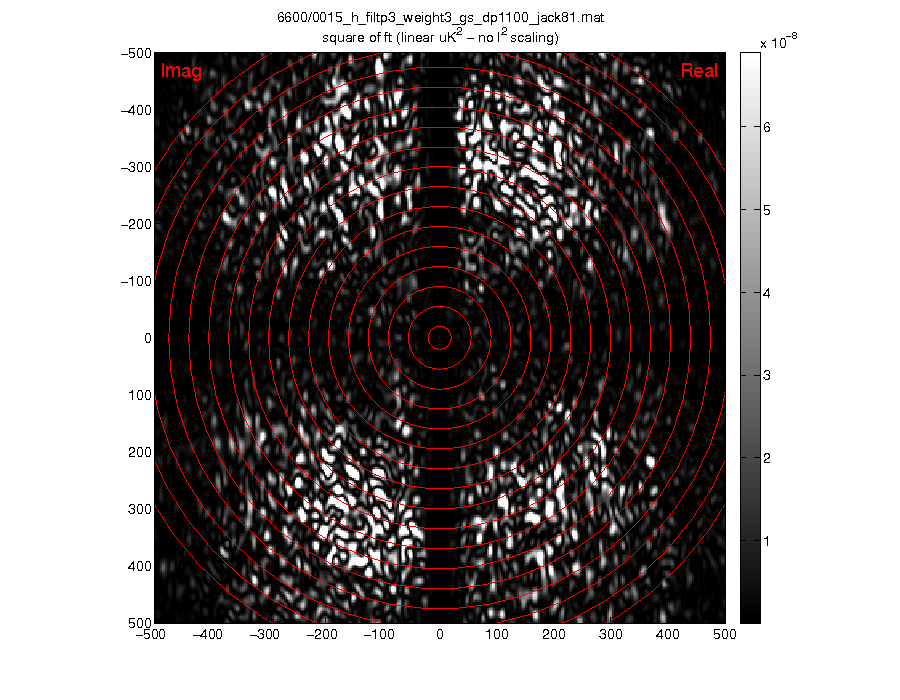 6600/0015_h_filtp3_weight3_gs_dp1100_jack81.mat
square of ft (linear uK² – no l² scaling)
x 10⁻⁸
Imag
Real
−500
−400
−300
−200
−100
0
100
200
300
400
500
6
5
4
3
2
1
−500 −400 −300 −200 −100 0 100 200 300 400 500